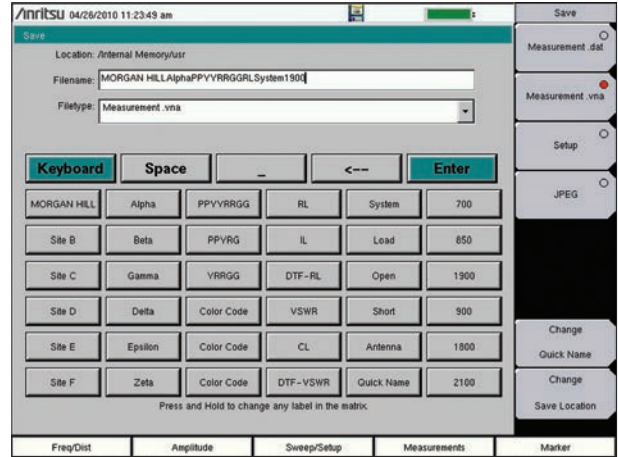 /Inritsu 04/26/2010 11:23:49 am
Save
Save
Location: /Internal Memory/usr
Filename: MORGAN HILLAlphaPPYVRRGGRLSystem1900
Filetype: Measurement .vna
Keyboard Space _ <-- Enter
MORGAN HILL Alpha PPYVRRGG RL System 700
Site B Beta PPVRG IL Load 850
Site C Gamma YRRGG DTF-RL Open 1900
Site D Delta Color Code VSWR Short 900
Site E Epsilon Color Code CL Antenna 1800
Site F Zeta Color Code DTF-VSWR Quick Name 2100
Press and Hold to change any label in the matrix.
Measurement .dat
Measurement .vna
Setup
JPEG
Change
Quick Name
Change
Save Location
Freq/Dist Amplitude Sweep/Setup Measurements Marker